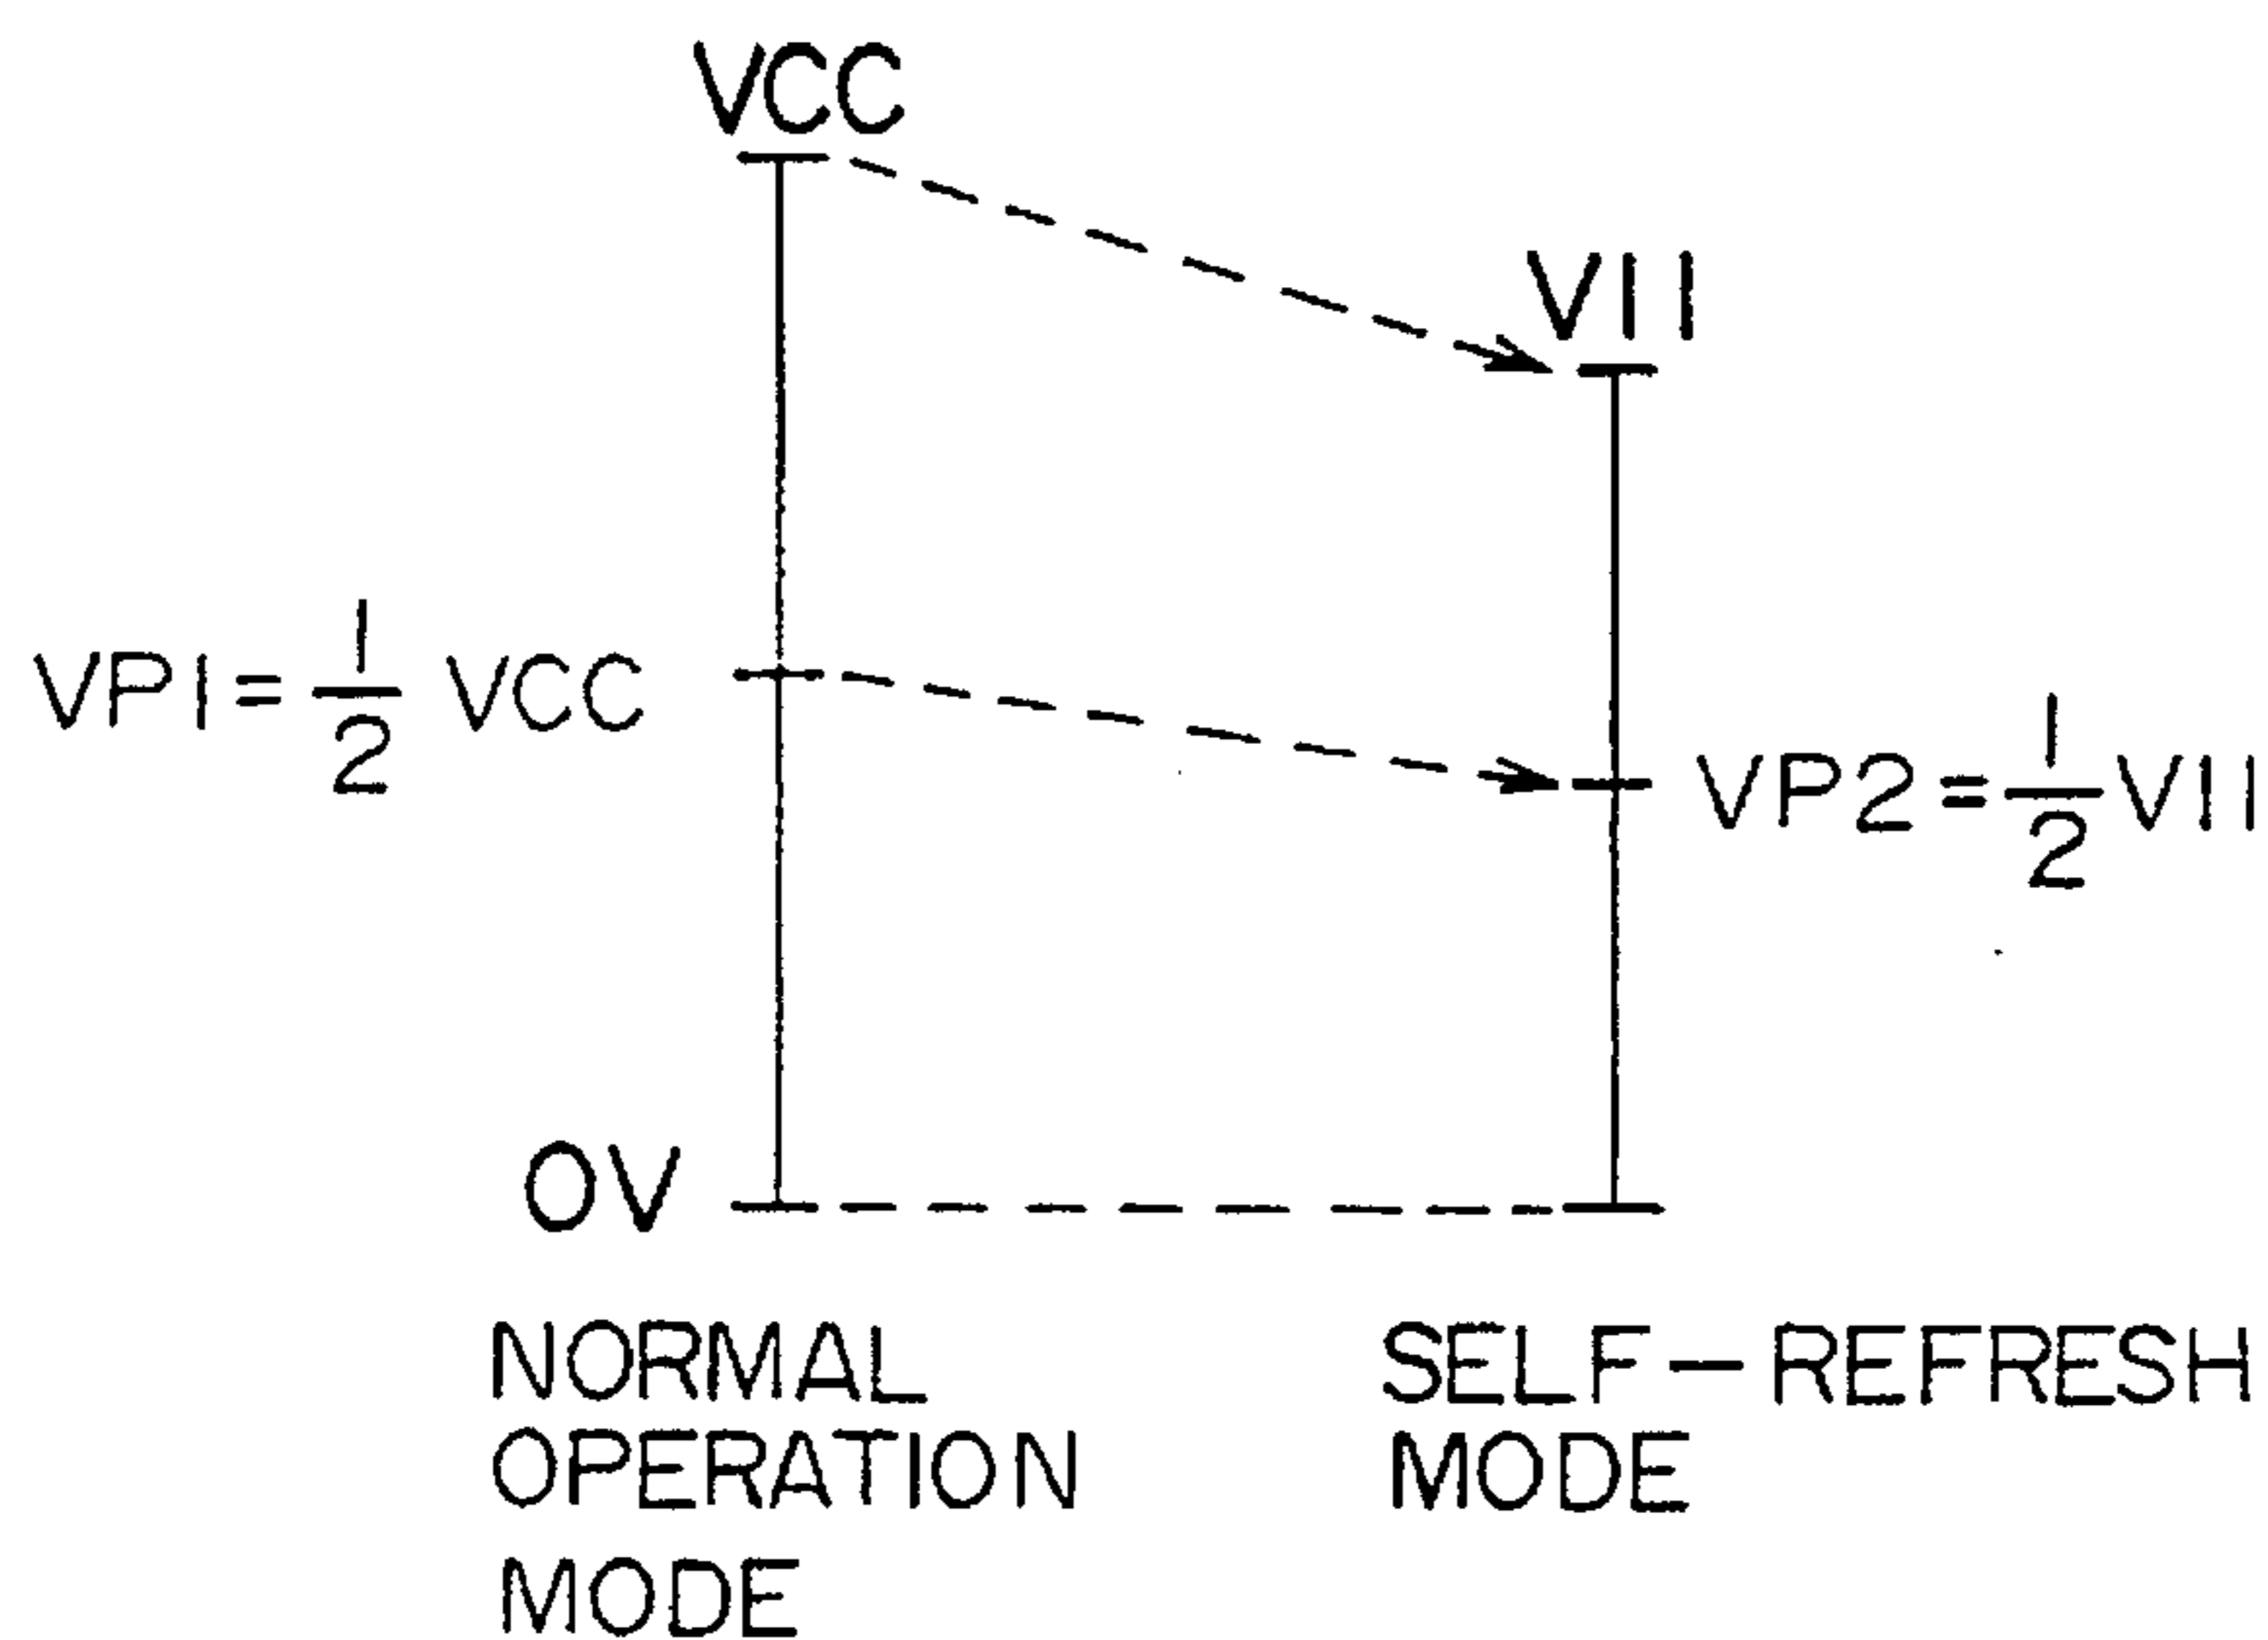 VCC
VII
VP1=1/2 VCC
VP2=1/2 VII
0V
NORMAL
OPERATION
MODE
SELF-REFRESH
MODE